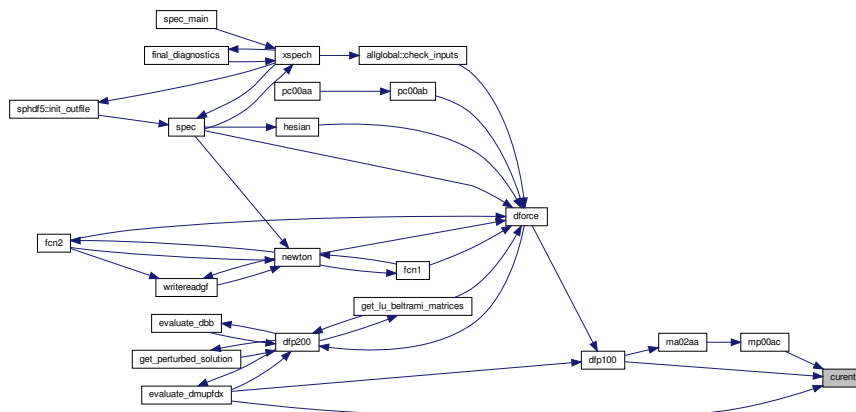 spec_main
final_diagnostics
xspech
allglobal::check_inputs
pc00aa
pc00ab
sphdf5::init_outfile
spec
hesian
dforce
fcn2
newton
fcn1
writereadgf
get_lu_beltrami_matrices
evaluate_dbb
dfp200
get_perturbed_solution
ma02aa
mp00ac
dfp100
curent
evaluate_dmupfdx